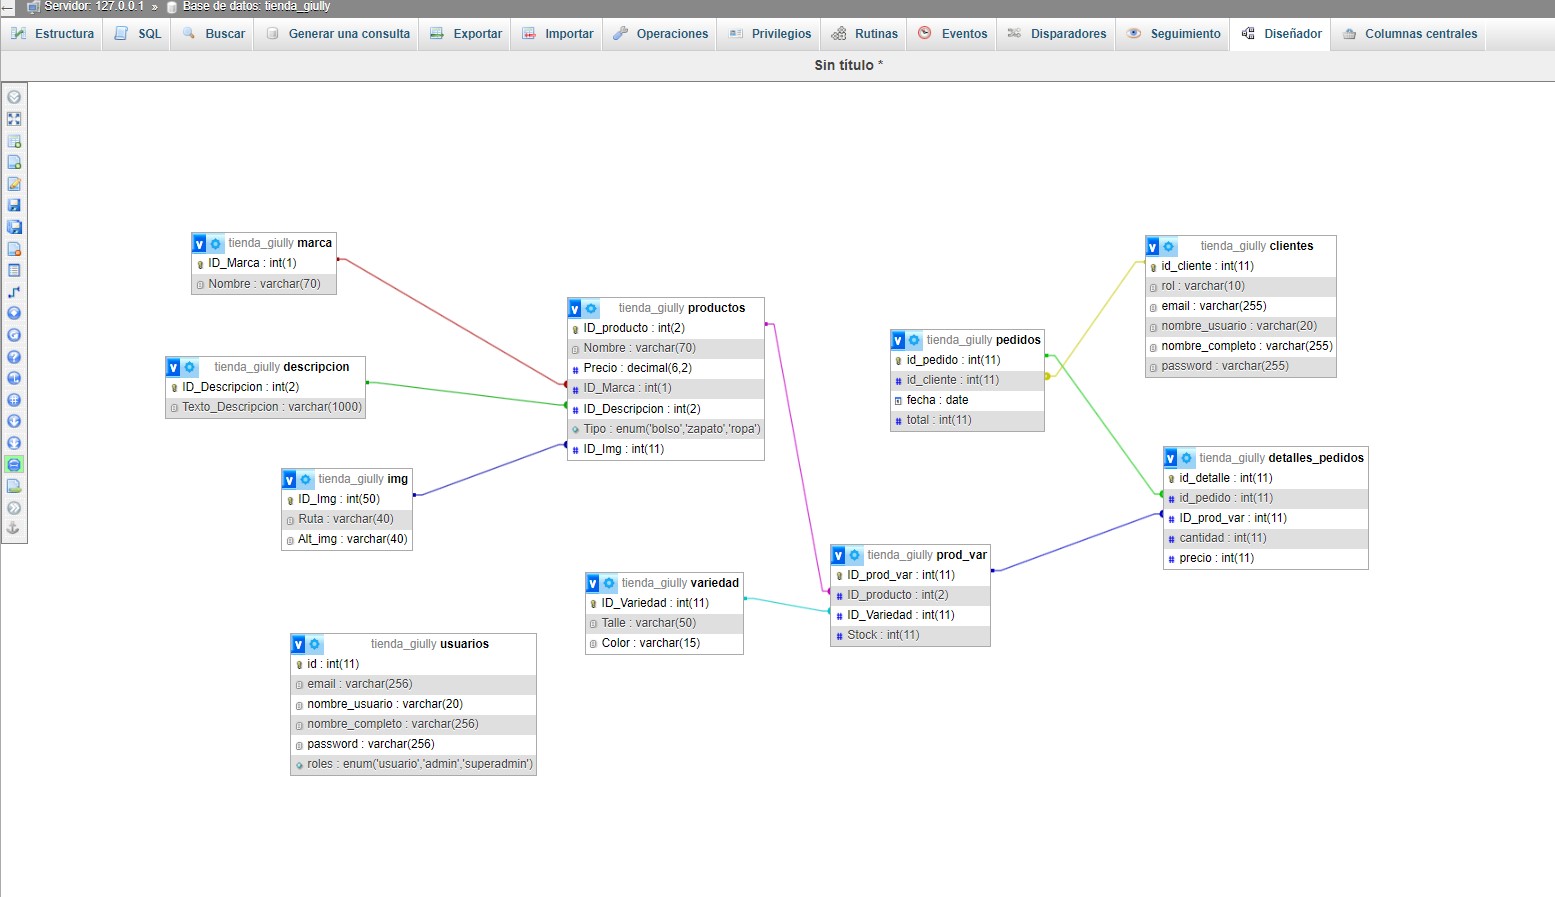 Servidor: 127.0.0.1 » Base de datos: tienda_giully
Estructura SQL Buscar Generar una consulta Exportar Importar Operaciones Privilegios Rutinas Eventos Disparadores Seguimiento Diseñador Columnas centrales
Sin título *
v tienda_giully marca
ID_Marca : int(1)
Nombre : varchar(70)
v tienda_giully descripcion
ID_Descripcion : int(2)
Texto_Descripcion : varchar(1000)
v tienda_giully img
ID_Img : int(50)
Ruta : varchar(40)
Alt_img : varchar(40)
v tienda_giully usuarios
id : int(11)
email : varchar(256)
nombre_usuario : varchar(20)
nombre_completo : varchar(256)
password : varchar(256)
roles : enum('usuario','admin','superadmin')
v tienda_giully productos
ID_producto : int(2)
Nombre : varchar(70)
# Precio : decimal(6,2)
# ID_Marca : int(1)
# ID_Descripcion : int(2)
Tipo : enum('bolso','zapato','ropa')
# ID_Img : int(11)
v tienda_giully variedad
ID_Variedad : int(11)
Talle : varchar(50)
Color : varchar(15)
v tienda_giully prod_var
ID_prod_var : int(11)
# ID_producto : int(2)
# ID_Variedad : int(11)
# Stock : int(11)
v tienda_giully pedidos
id_pedido : int(11)
# id_cliente : int(11)
fecha : date
# total : int(11)
v tienda_giully clientes
id_cliente : int(11)
rol : varchar(10)
email : varchar(255)
nombre_usuario : varchar(20)
nombre_completo : varchar(255)
password : varchar(255)
v tienda_giully detalles_pedidos
id_detalle : int(11)
# id_pedido : int(11)
# ID_prod_var : int(11)
# cantidad : int(11)
# precio : int(11)